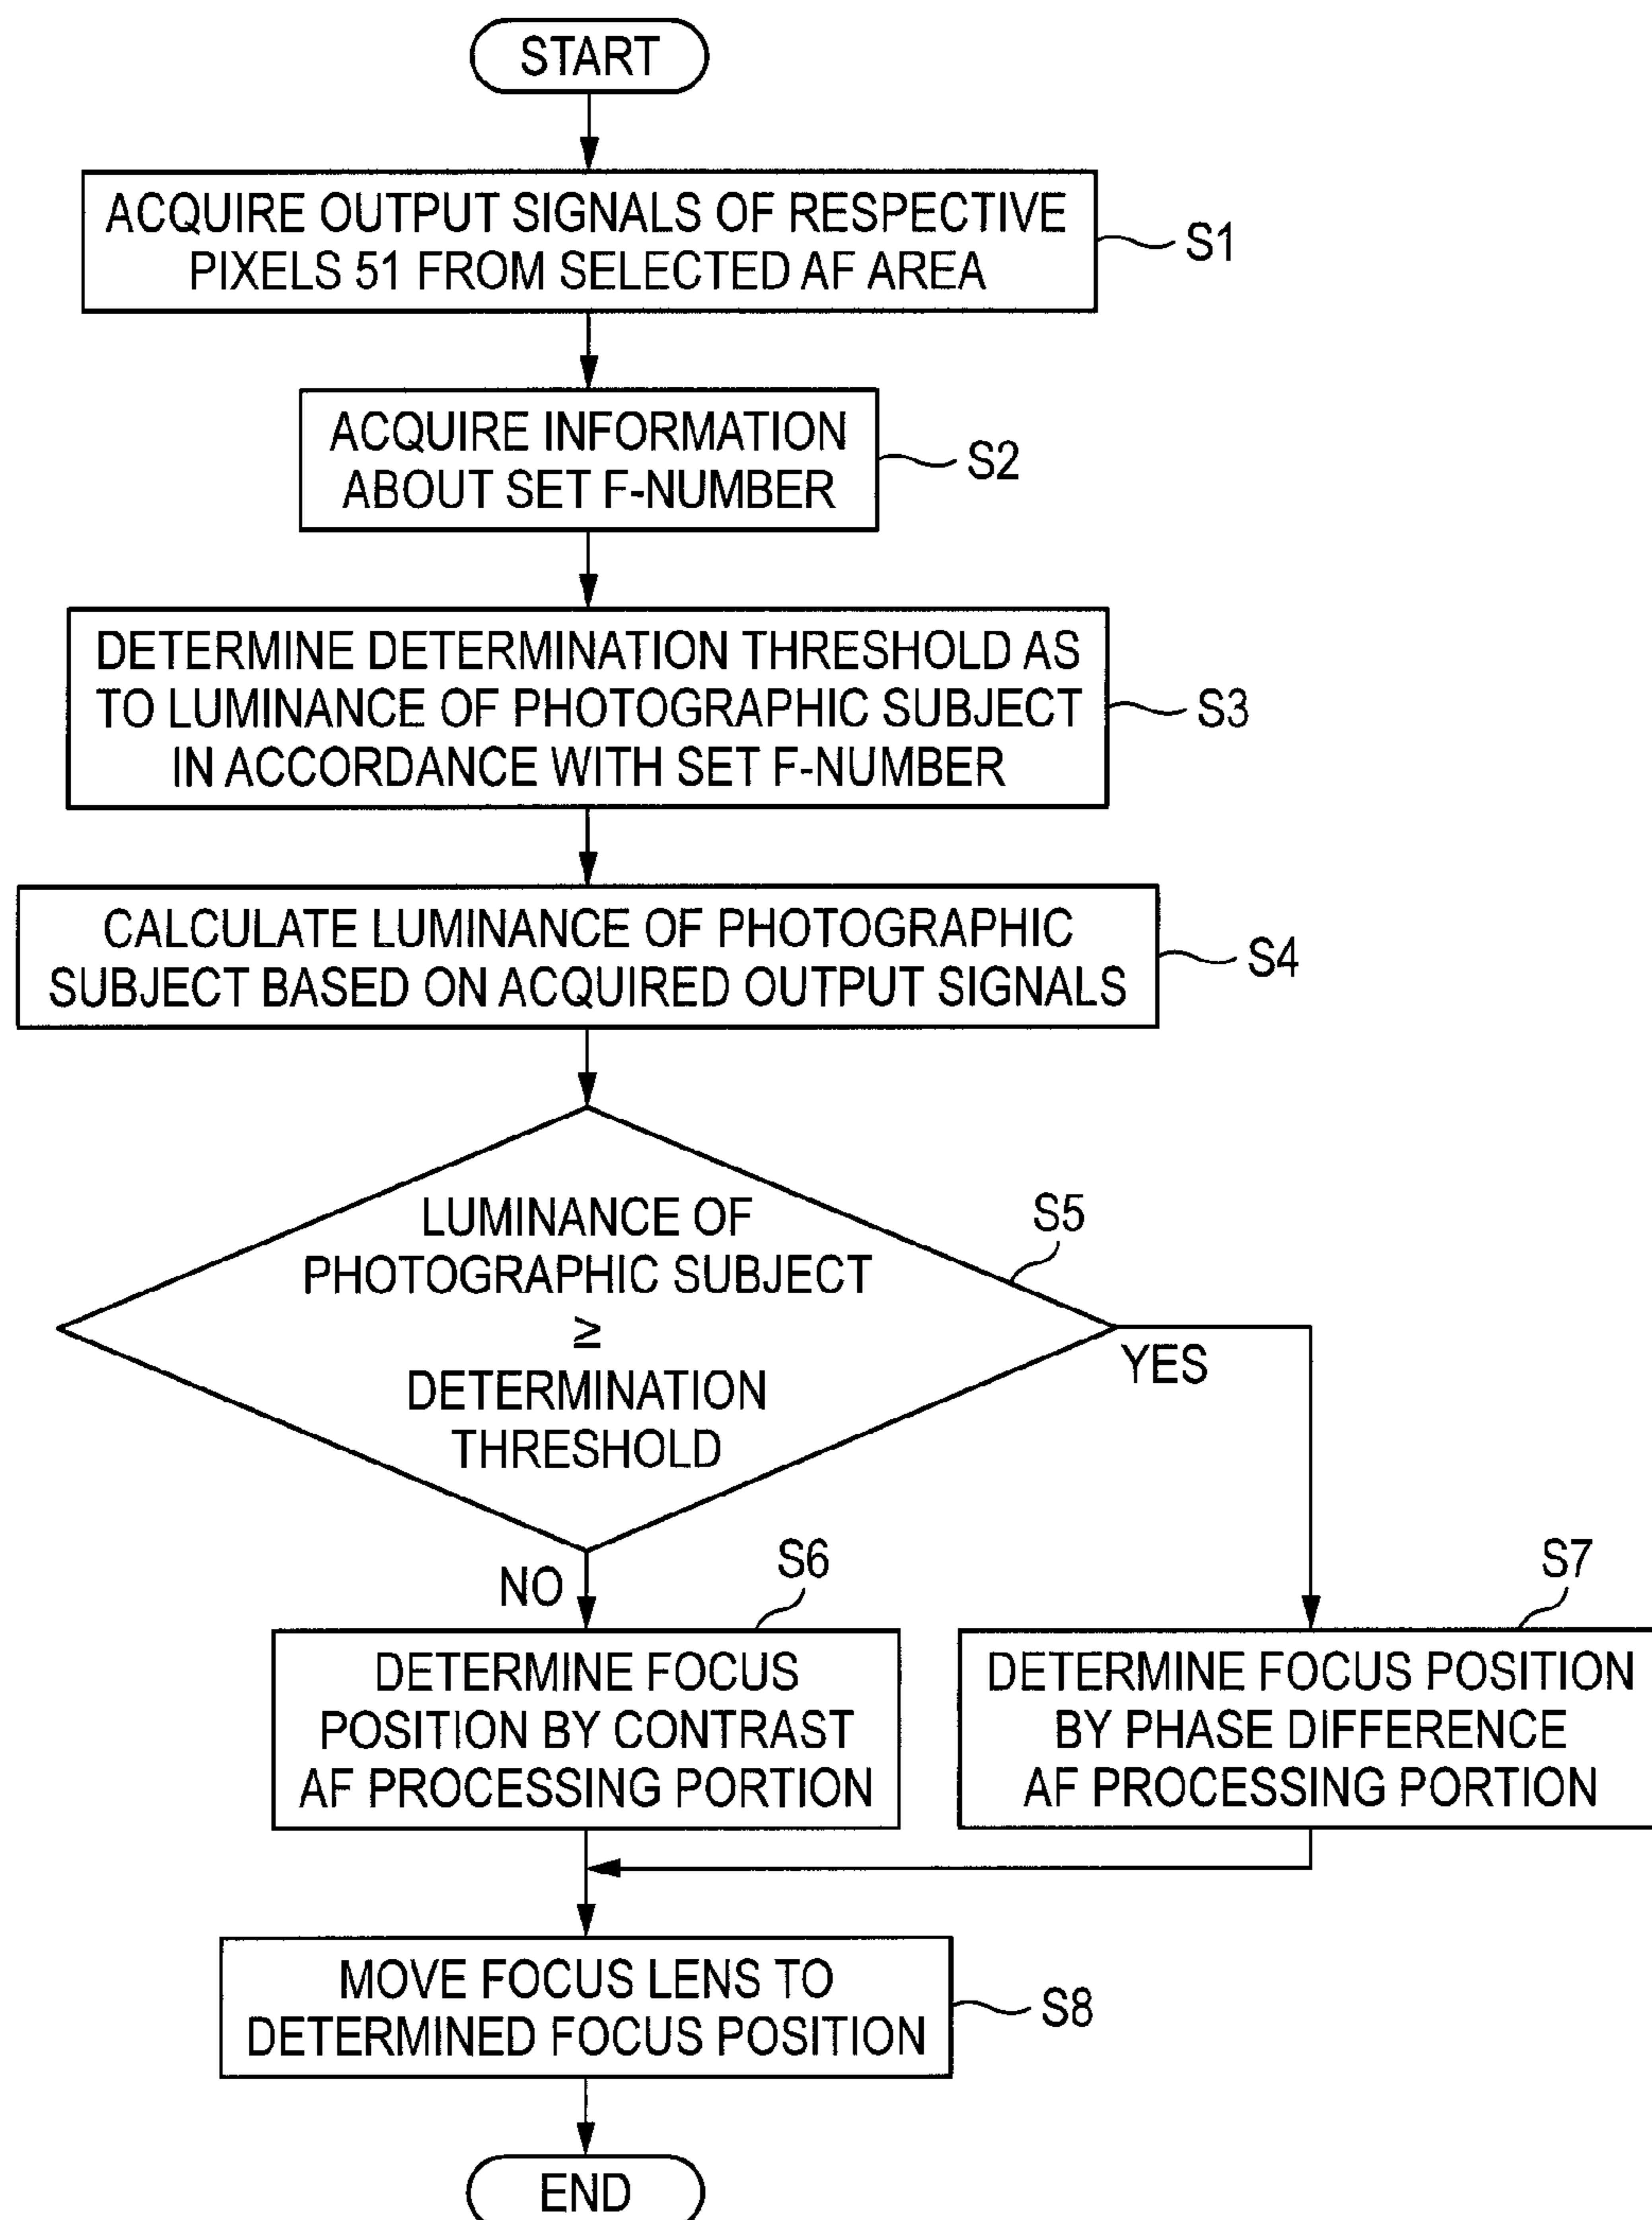 START
ACQUIRE OUTPUT SIGNALS OF RESPECTIVE
PIXELS 51 FROM SELECTED AF AREA
S1
ACQUIRE INFORMATION
ABOUT SET F-NUMBER
S2
DETERMINE DETERMINATION THRESHOLD AS
TO LUMINANCE OF PHOTOGRAPHIC SUBJECT
IN ACCORDANCE WITH SET F-NUMBER
S3
CALCULATE LUMINANCE OF PHOTOGRAPHIC
SUBJECT BASED ON ACQUIRED OUTPUT SIGNALS
S4
LUMINANCE OF
PHOTOGRAPHIC SUBJECT
≥
DETERMINATION
THRESHOLD
S5
YES
NO
S6
DETERMINE FOCUS
POSITION BY CONTRAST
AF PROCESSING PORTION
S7
DETERMINE FOCUS POSITION
BY PHASE DIFFERENCE
AF PROCESSING PORTION
MOVE FOCUS LENS TO
DETERMINED FOCUS POSITION
S8
END